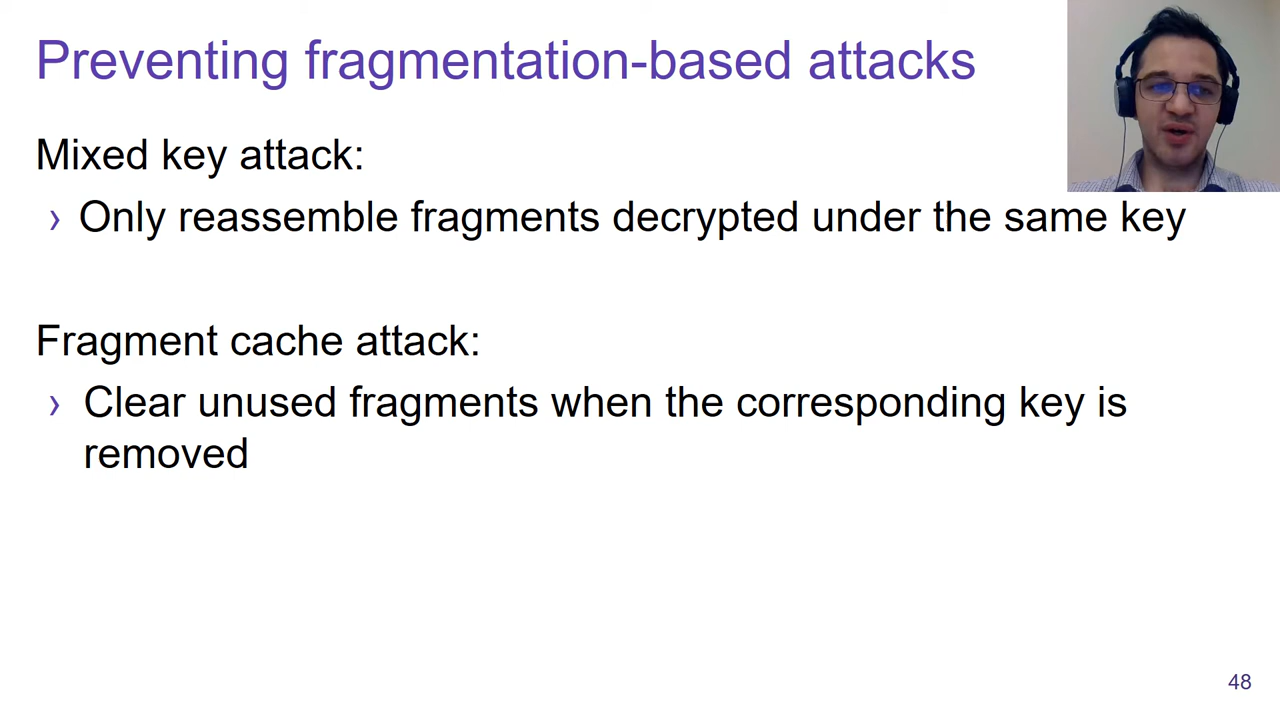 Preventing fragmentation-based attacks
Mixed key attack:
› Only reassemble fragments decrypted under the same key
Fragment cache attack:
› Clear unused fragments when the corresponding key is
removed
48